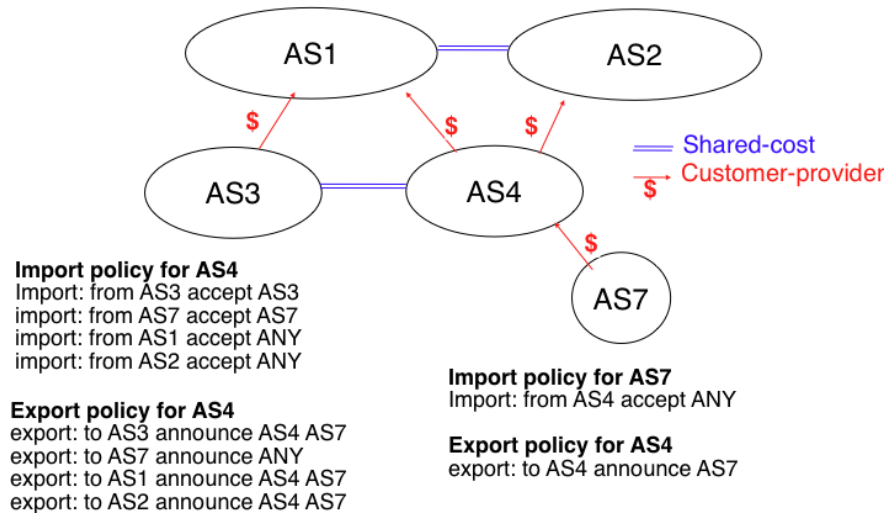 AS1
AS2
$
$
$
Shared-cost
Customer-provider
$
AS3
AS4
$
AS7
Import policy for AS4
Import: from AS3 accept AS3
import: from AS7 accept AS7
import: from AS1 accept ANY
import: from AS2 accept ANY
Export policy for AS4
export: to AS3 announce AS4 AS7
export: to AS7 announce ANY
export: to AS1 announce AS4 AS7
export: to AS2 announce AS4 AS7
Import policy for AS7
Import: from AS4 accept ANY
Export policy for AS4
export: to AS4 announce AS7